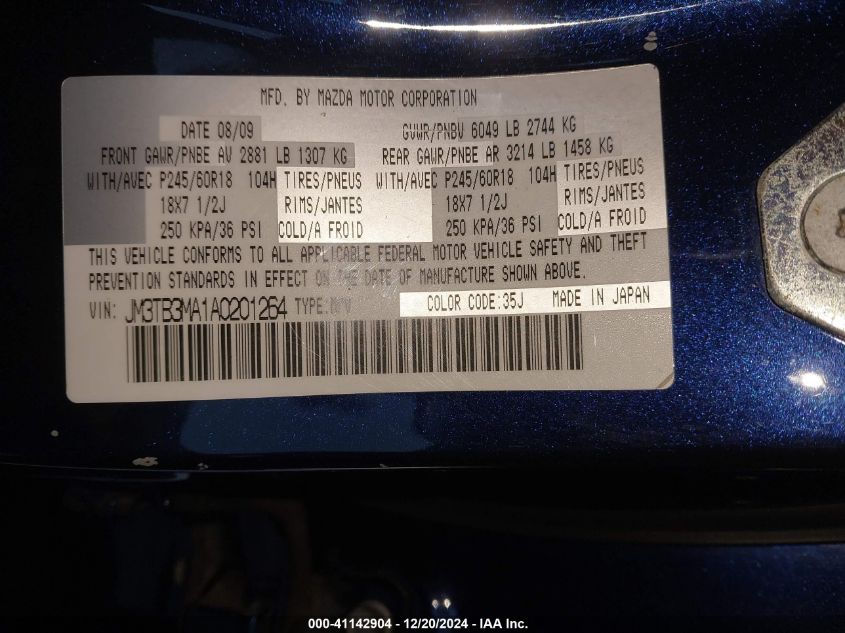 MFD. BY MAZDA MOTOR CORPORATION
DATE 08/09 GVWR/PNBV 6049 LB 2744 KG
FRONT GAWR/PNBE AV 2881 LB 1307 KG REAR GAWR/PNBE AR 3214 LB 1458 KG
WITH/AVEC P245/60R18 104H TIRES/PNEUS WITH/AVEC P245/60R18 104H TIRES/PNEUS
18X7 1/2J RIMS/JANTES 18X7 1/2J RIMS/JANTES
250 KPA/36 PSI COLD/A FROID 250 KPA/36 PSI COLD/A FROID
THIS VEHICLE CONFORMS TO ALL APPLICABLE FEDERAL MOTOR VEHICLE SAFETY AND THEFT
PREVENTION STANDARDS IN EFFECT ON THE DATE OF MANUFACTURE SHOWN ABOVE.
VIN: JM3TB3MA1A0201264 TYPE:MPV COLOR CODE:35J MADE IN JAPAN
000-41142904 - 12/20/2024 - IAA Inc.